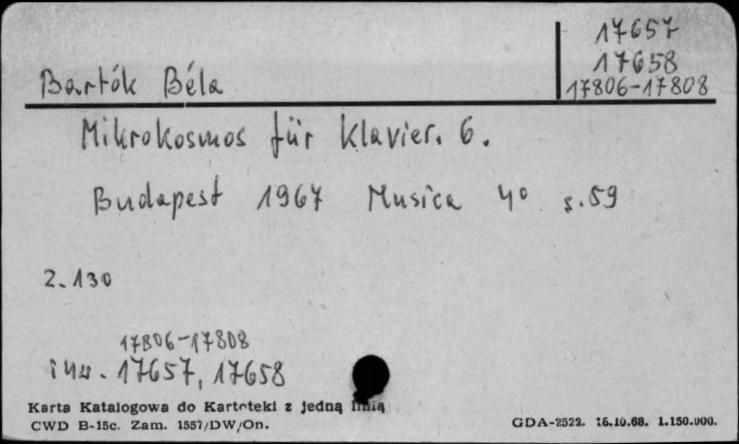 17657
17658
Bartók Béla 17806-17808
Mikrokosmos für Klavier. 6.
Budapest 1967 Musica 4° s. 59
2.130
17806-17808
inw. 17657, 17658
Karta Katalogowa do Kartoteki z jedną linią
CWD B-15c. Zam. 1557/DW/On. GDA-2522. 16.10.68. 1.150.000.